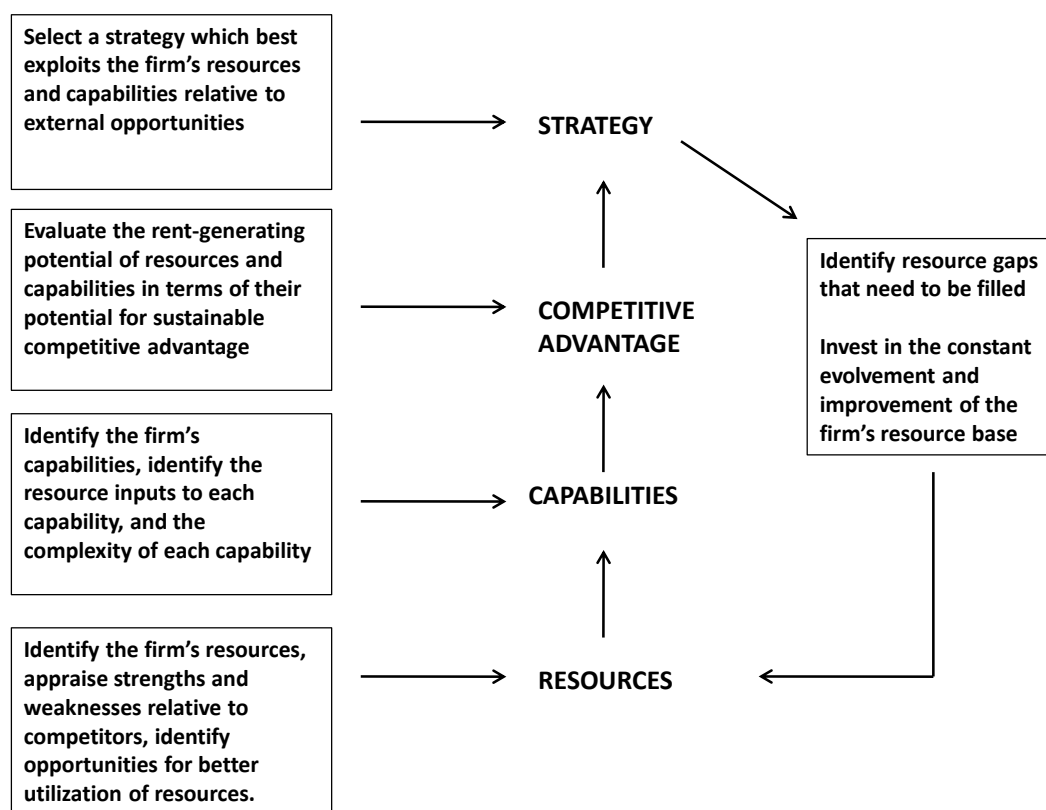 Select a strategy which best
exploits the firm's resources
and capabilities relative to
external opportunities
STRATEGY
Evaluate the rent-generating
potential of resources and
capabilities in terms of their
potential for sustainable
competitive advantage
COMPETITIVE
ADVANTAGE
Identify resource gaps
that need to be filled
Invest in the constant
evolvement and
improvement of the
firm's resource base
Identify the firm's
capabilities, identify the
resource inputs to each
capability, and the
complexity of each capability
CAPABILITIES
Identify the firm's resources,
appraise strengths and
weaknesses relative to
competitors, identify
opportunities for better
utilization of resources.
RESOURCES